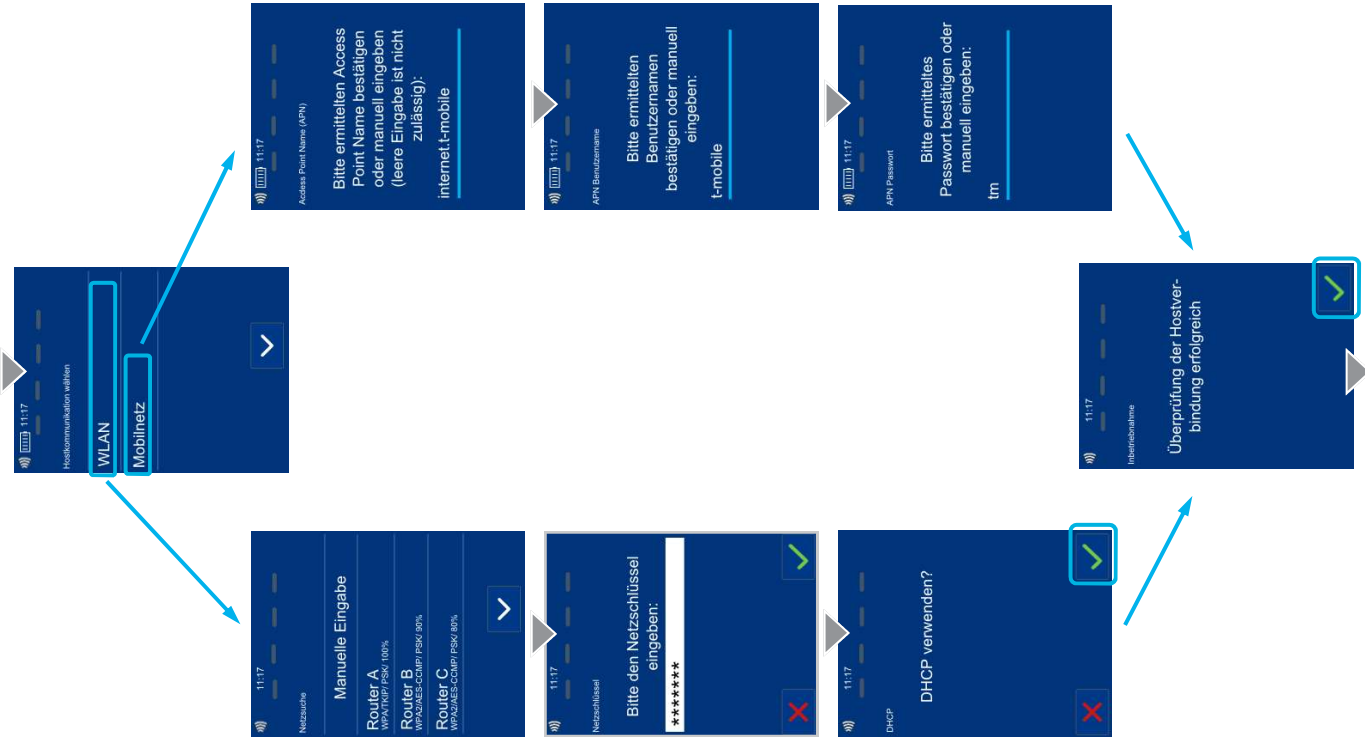 11:17
Hostkommunikation wählen
WLAN
Mobilnetz
11:17
Netzsuche
Manuelle Eingabe
Router A
WPA/TKIP/ PSK/ 100%
Router B
WPA2/AES-CCMP/ PSK/ 90%
Router C
WPA2/AES-CCMP/ PSK/ 80%
11:17
Netzschlüssel
Bitte den Netzschlüssel
eingeben:
********
11:17
DHCP
DHCP verwenden?
11:17
Access Point Name (APN)
Bitte ermittelten Access
Point Name bestätigen
oder manuell eingeben
(leere Eingabe ist nicht
zulässig):
internet.t-mobile
11:17
APN Benutzername
Bitte ermittelten
Benutzernamen
bestätigen oder manuell
eingeben:
t-mobile
11:17
APN Passwort
Bitte ermitteltes
Passwort bestätigen oder
manuell eingeben:
tm
11:17
Inbetriebnahme
Überprüfung der Hostver-
bindung erfolgreich